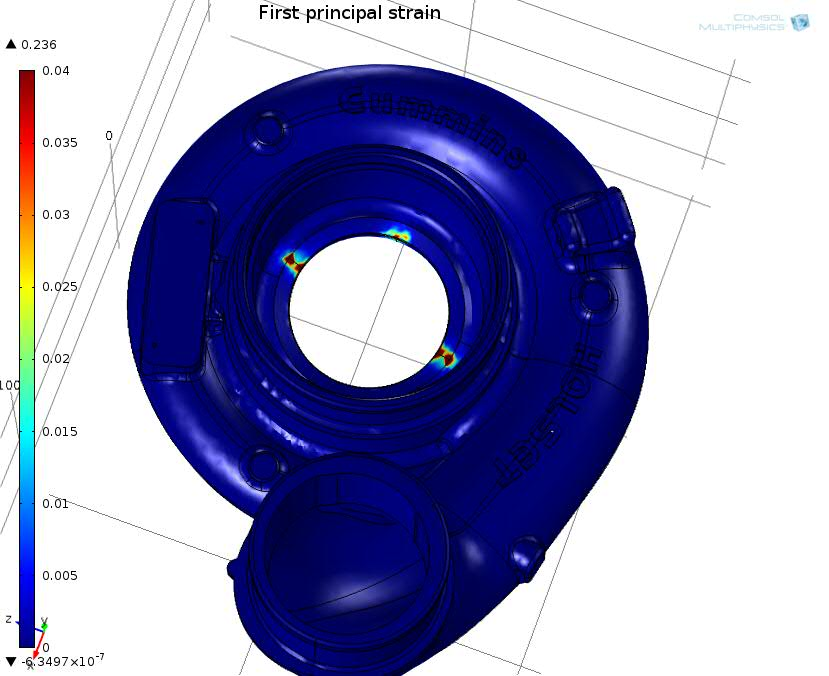 First principal strain
COMSOL
MULTIPHYSICS
▲ 0.236
0.04
0.035
0.03
0.025
0.02
0.015
0.01
0.005
0
▼ -6.3497×10⁻⁷
0
100
Cummins
HOLSET
z
y
x